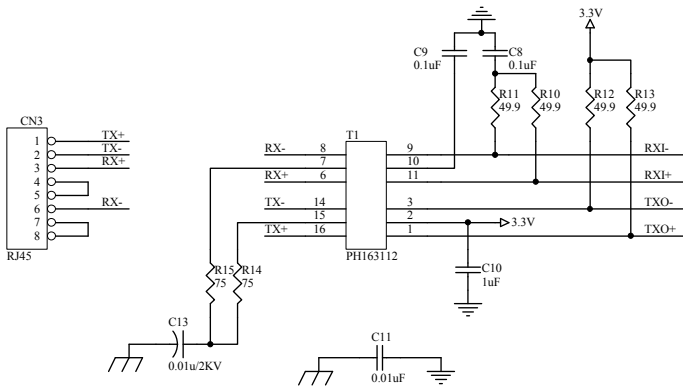 3.3V
C9
0.1uF
C8
0.1uF
R11
49.9
R10
49.9
R12
49.9
R13
49.9
CN3
1 TX+
2 TX-
3 RX+
4
5
6 RX-
7
8
RJ45
T1
RX- 8
7
RX+ 6
TX- 14
15
TX+ 16
9 RXI-
10
11 RXI+
3 TXO-
2 3.3V
1 TXO+
PH163112
R15
75
R14
75
C10
1uF
C13
0.01u/2KV
C11
0.01uF